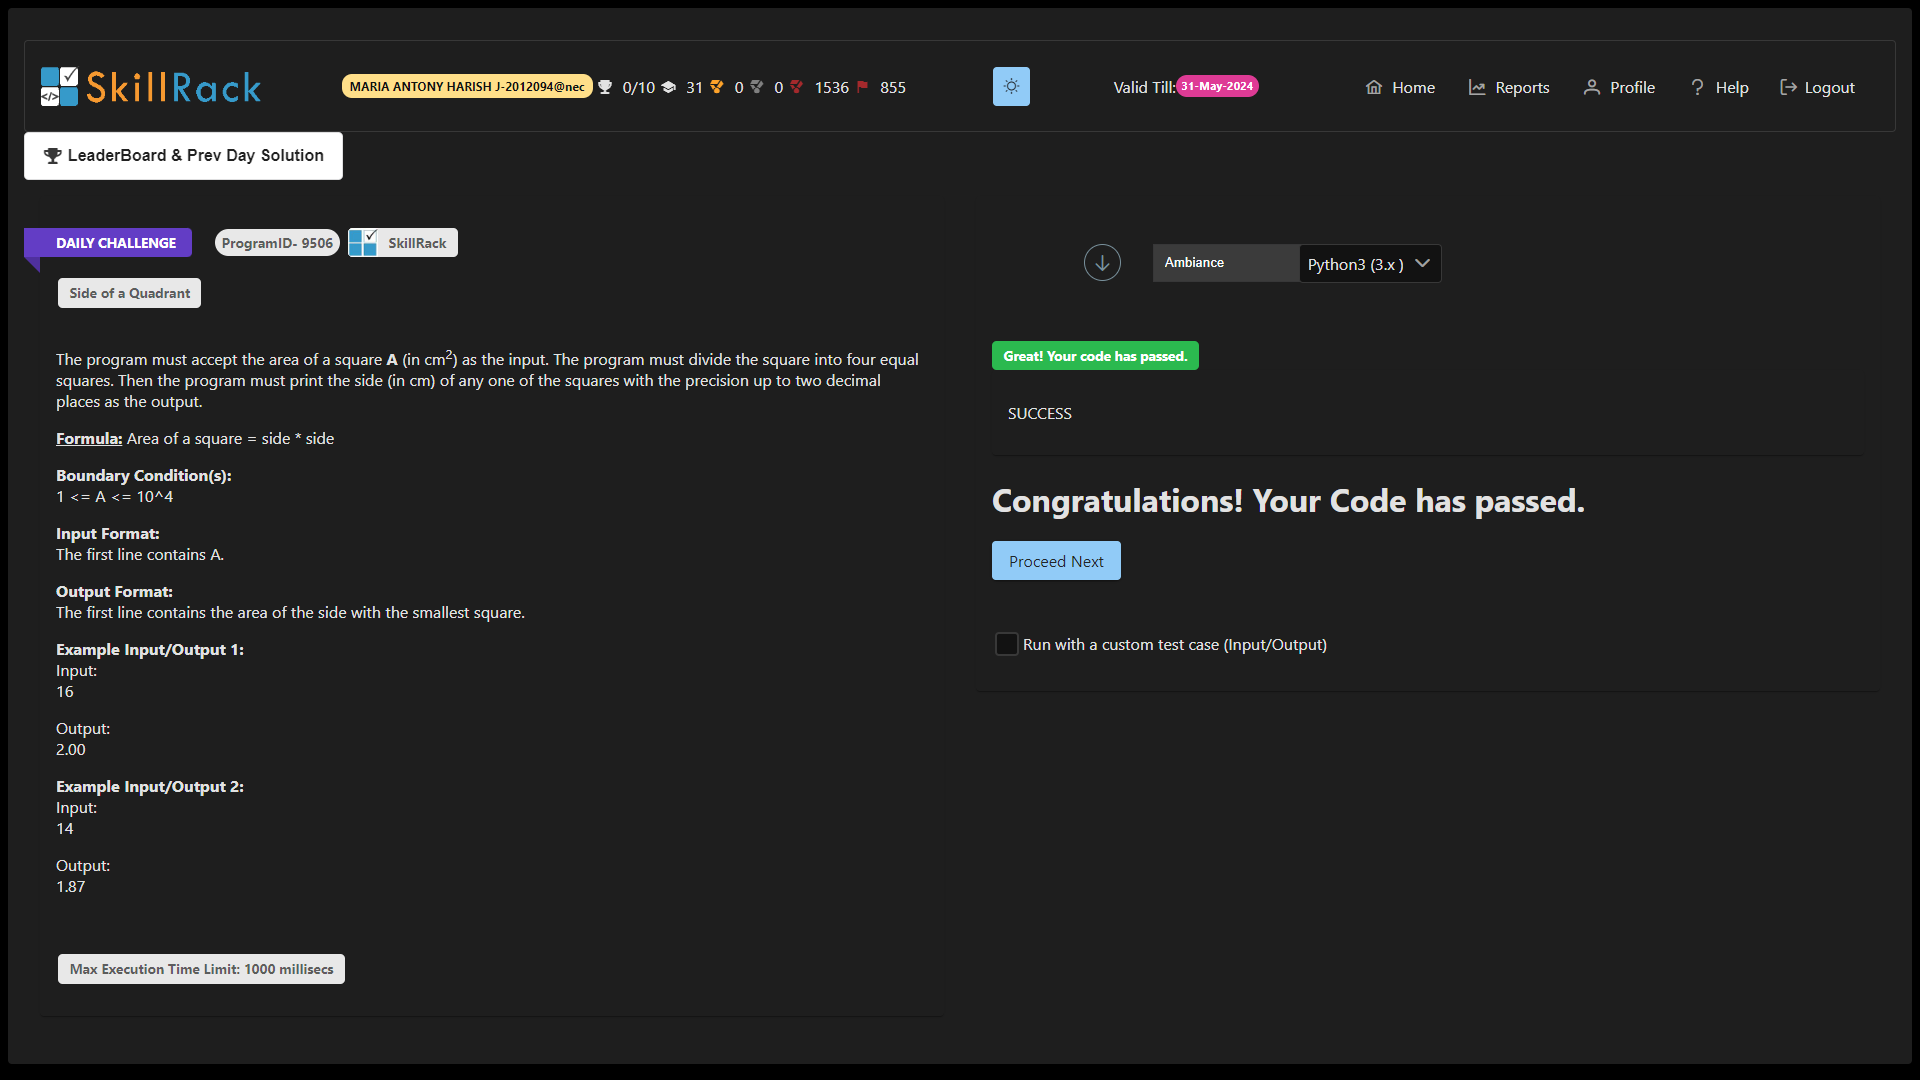 SkillRack
MARIA ANTONY HARISH J-2012094@nec 0/10 31 0 0 1536 855
Valid Till: 31-May-2024
Home Reports Profile Help Logout
LeaderBoard & Prev Day Solution
DAILY CHALLENGE ProgramID- 9506 SkillRack
Side of a Quadrant
The program must accept the area of a square A (in cm²) as the input. The program must divide the square into four equal
squares. Then the program must print the side (in cm) of any one of the squares with the precision up to two decimal
places as the output.
Formula: Area of a square = side * side
Boundary Condition(s):
1 <= A <= 10^4
Input Format:
The first line contains A.
Output Format:
The first line contains the area of the side with the smallest square.
Example Input/Output 1:
Input:
16
Output:
2.00
Example Input/Output 2:
Input:
14
Output:
1.87
Max Execution Time Limit: 1000 millisecs
Ambiance Python3 (3.x )
Great! Your code has passed.
SUCCESS
Congratulations! Your Code has passed.
Proceed Next
Run with a custom test case (Input/Output)